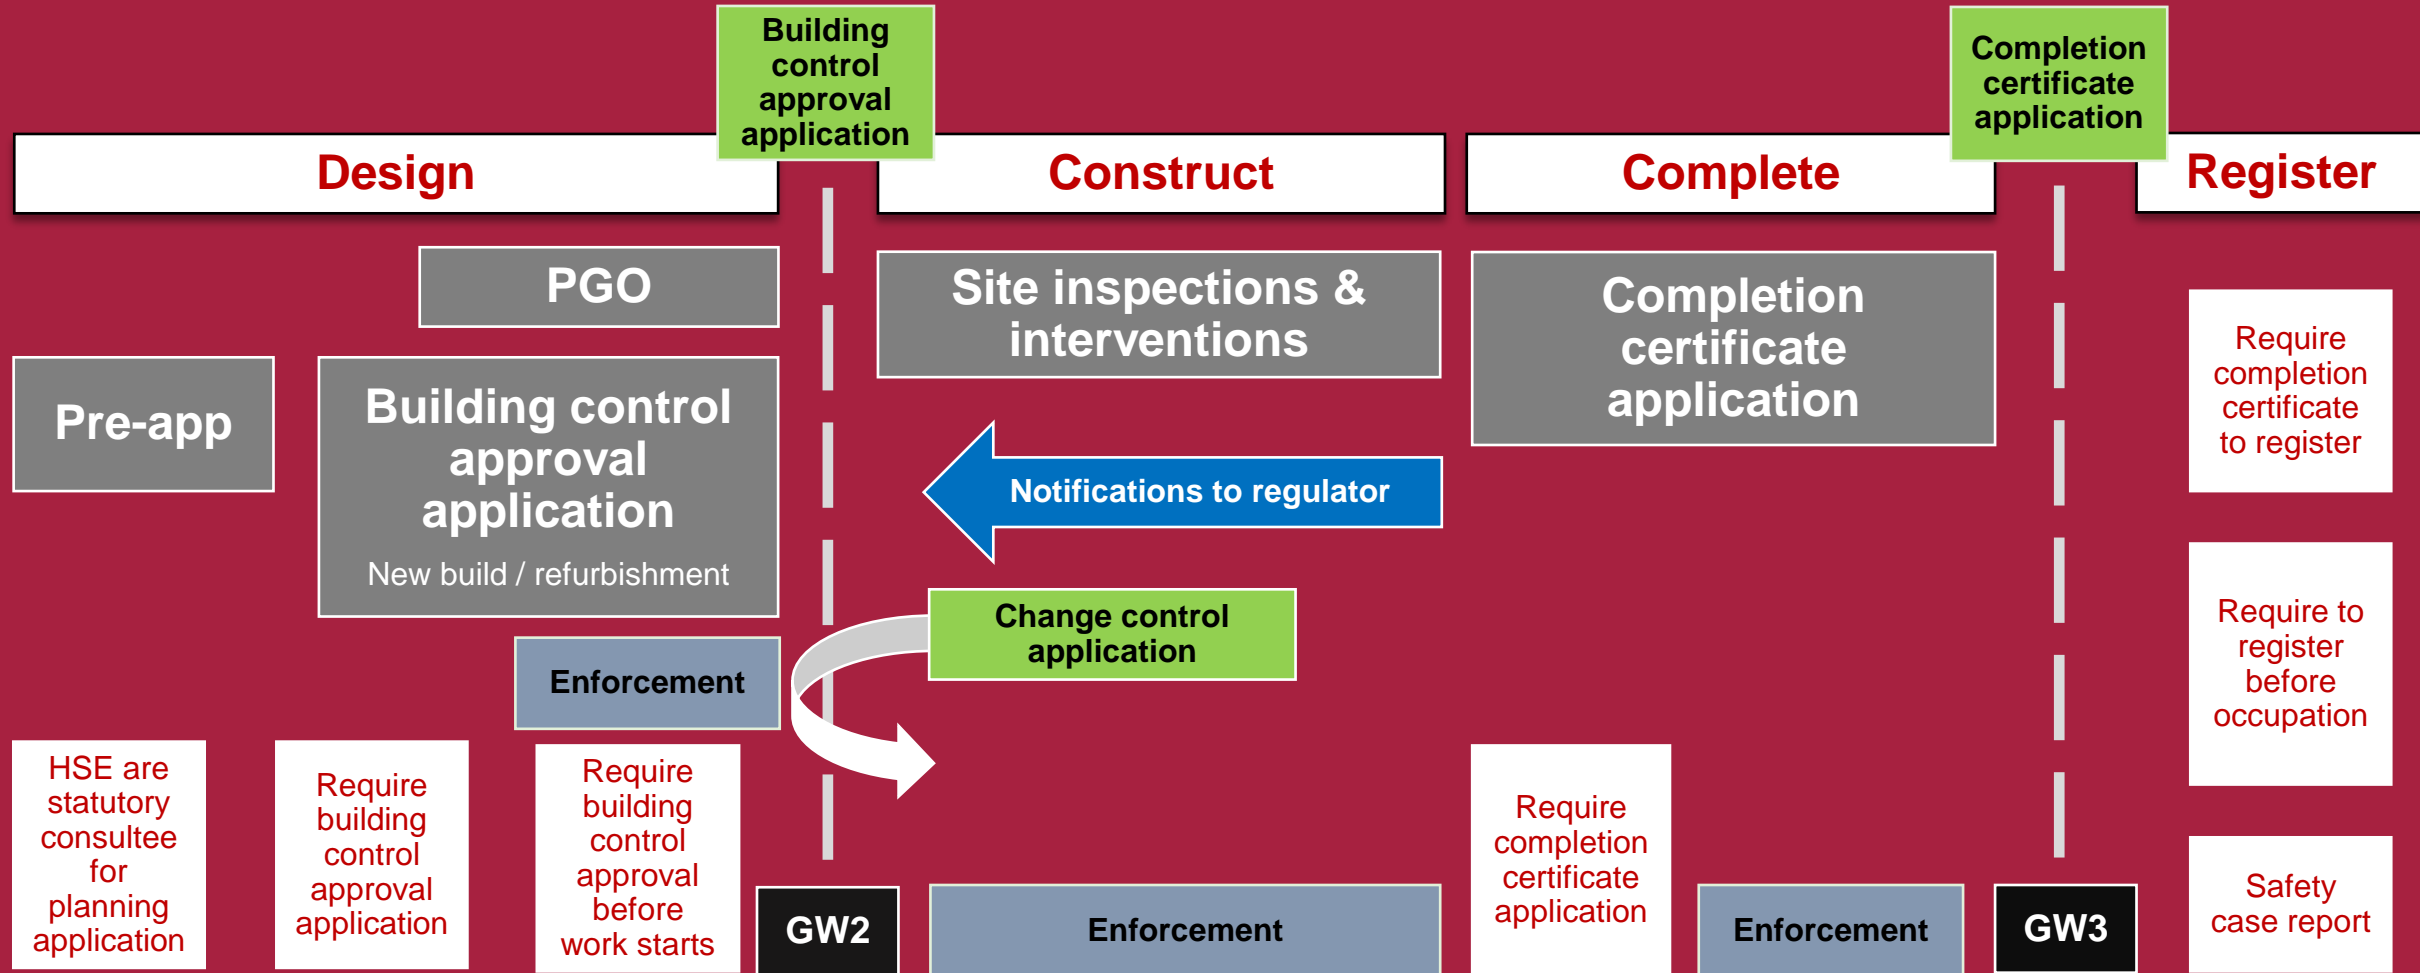 Building
control
approval
application
Completion
certificate
application
Design
Construct
Complete
Register
PGO
Site inspections &
interventions
Completion
certificate
application
Pre-app
Building control
approval
application
New build / refurbishment
Notifications to regulator
Change control
application
Enforcement
Require
completion
certificate
to register
Require to
register
before
occupation
HSE are
statutory
consultee
for
planning
application
Require
building
control
approval
application
Require
building
control
approval
before
work starts
GW2
Enforcement
Require
completion
certificate
application
Enforcement
GW3
Safety
case report